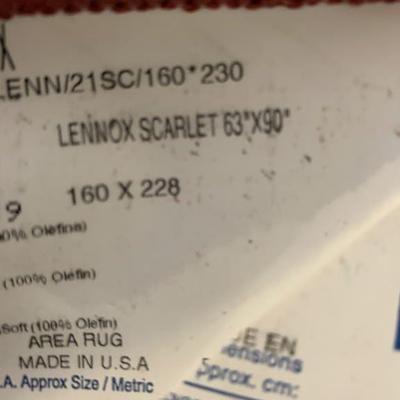 LENN/21SC/160*230
LENNOX SCARLET 63"X90"
160 X 228
9
(100% Olefin)
Soft (100% Olefin)
AREA RUG
MADE IN U.S.A
.A. Approx Size / Metric
E EN
ensions
pprox. cm: